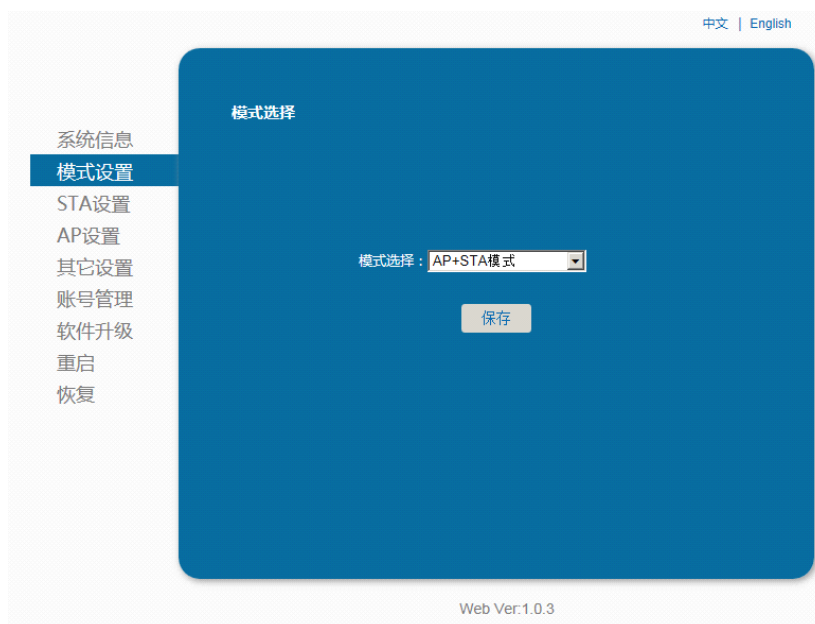 中文 | English
模式选择
系统信息
模式设置
STA设置
AP设置
其它设置
账号管理
软件升级
重启
恢复
模式选择：AP+STA模式
保存
Web Ver:1.0.3